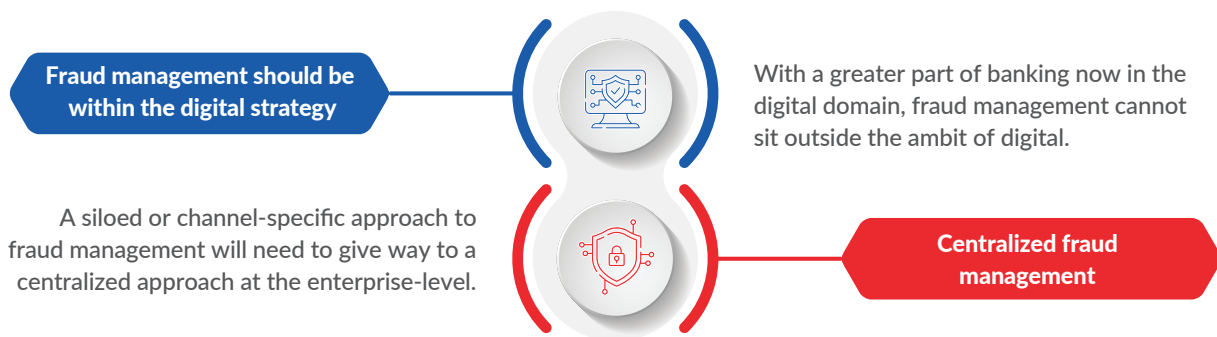 Fraud management should be
within the digital strategy
With a greater part of banking now in the
digital domain, fraud management cannot
sit outside the ambit of digital.
A siloed or channel-specific approach to
fraud management will need to give way to a
centralized approach at the enterprise-level.
Centralized fraud
management